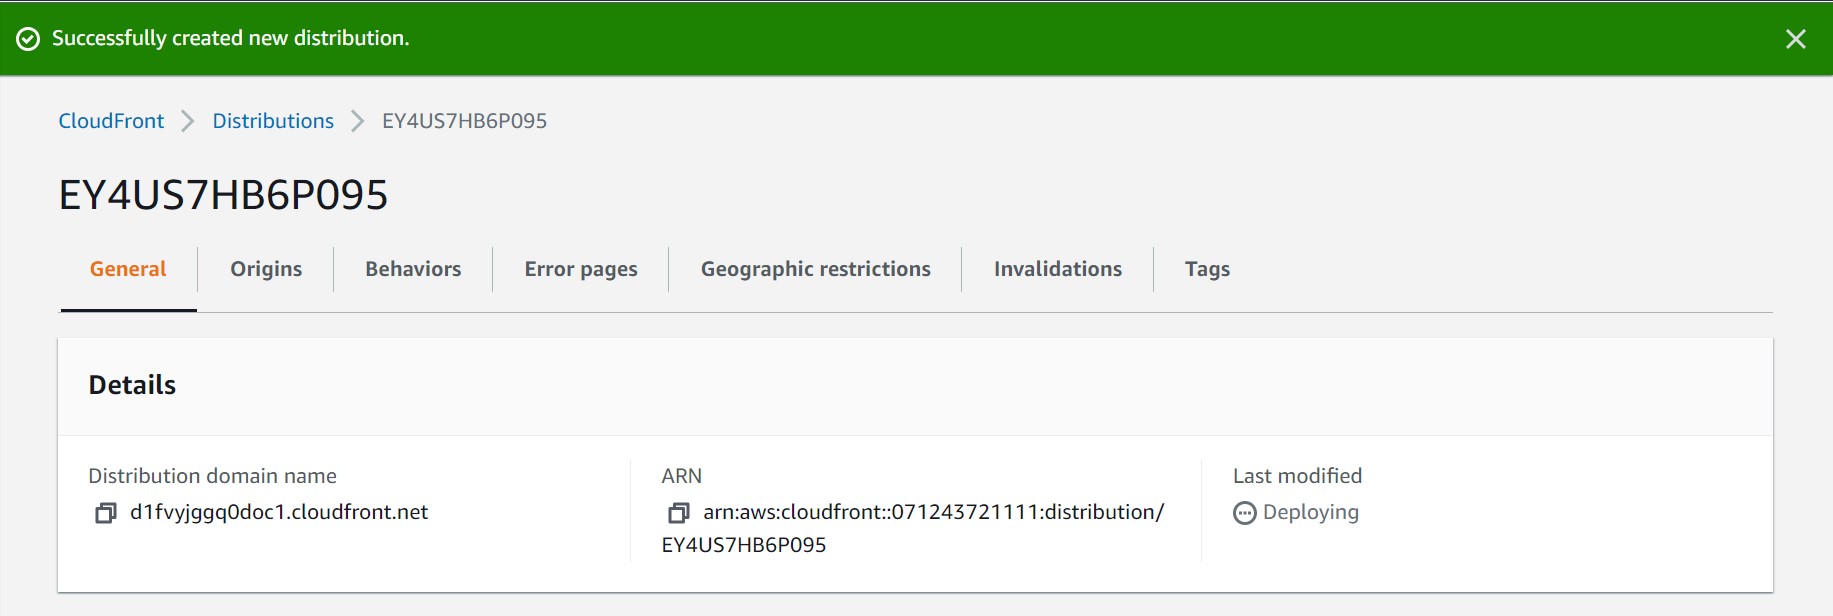 Successfully created new distribution.
CloudFront Distributions EY4US7HB6P095
EY4US7HB6P095
General Origins Behaviors Error pages Geographic restrictions Invalidations Tags
Details
Distribution domain name ARN Last modified
d1fvyjggq0doc1.cloudfront.net arn:aws:cloudfront::071243721111:distribution/ Deploying
EY4US7HB6P095